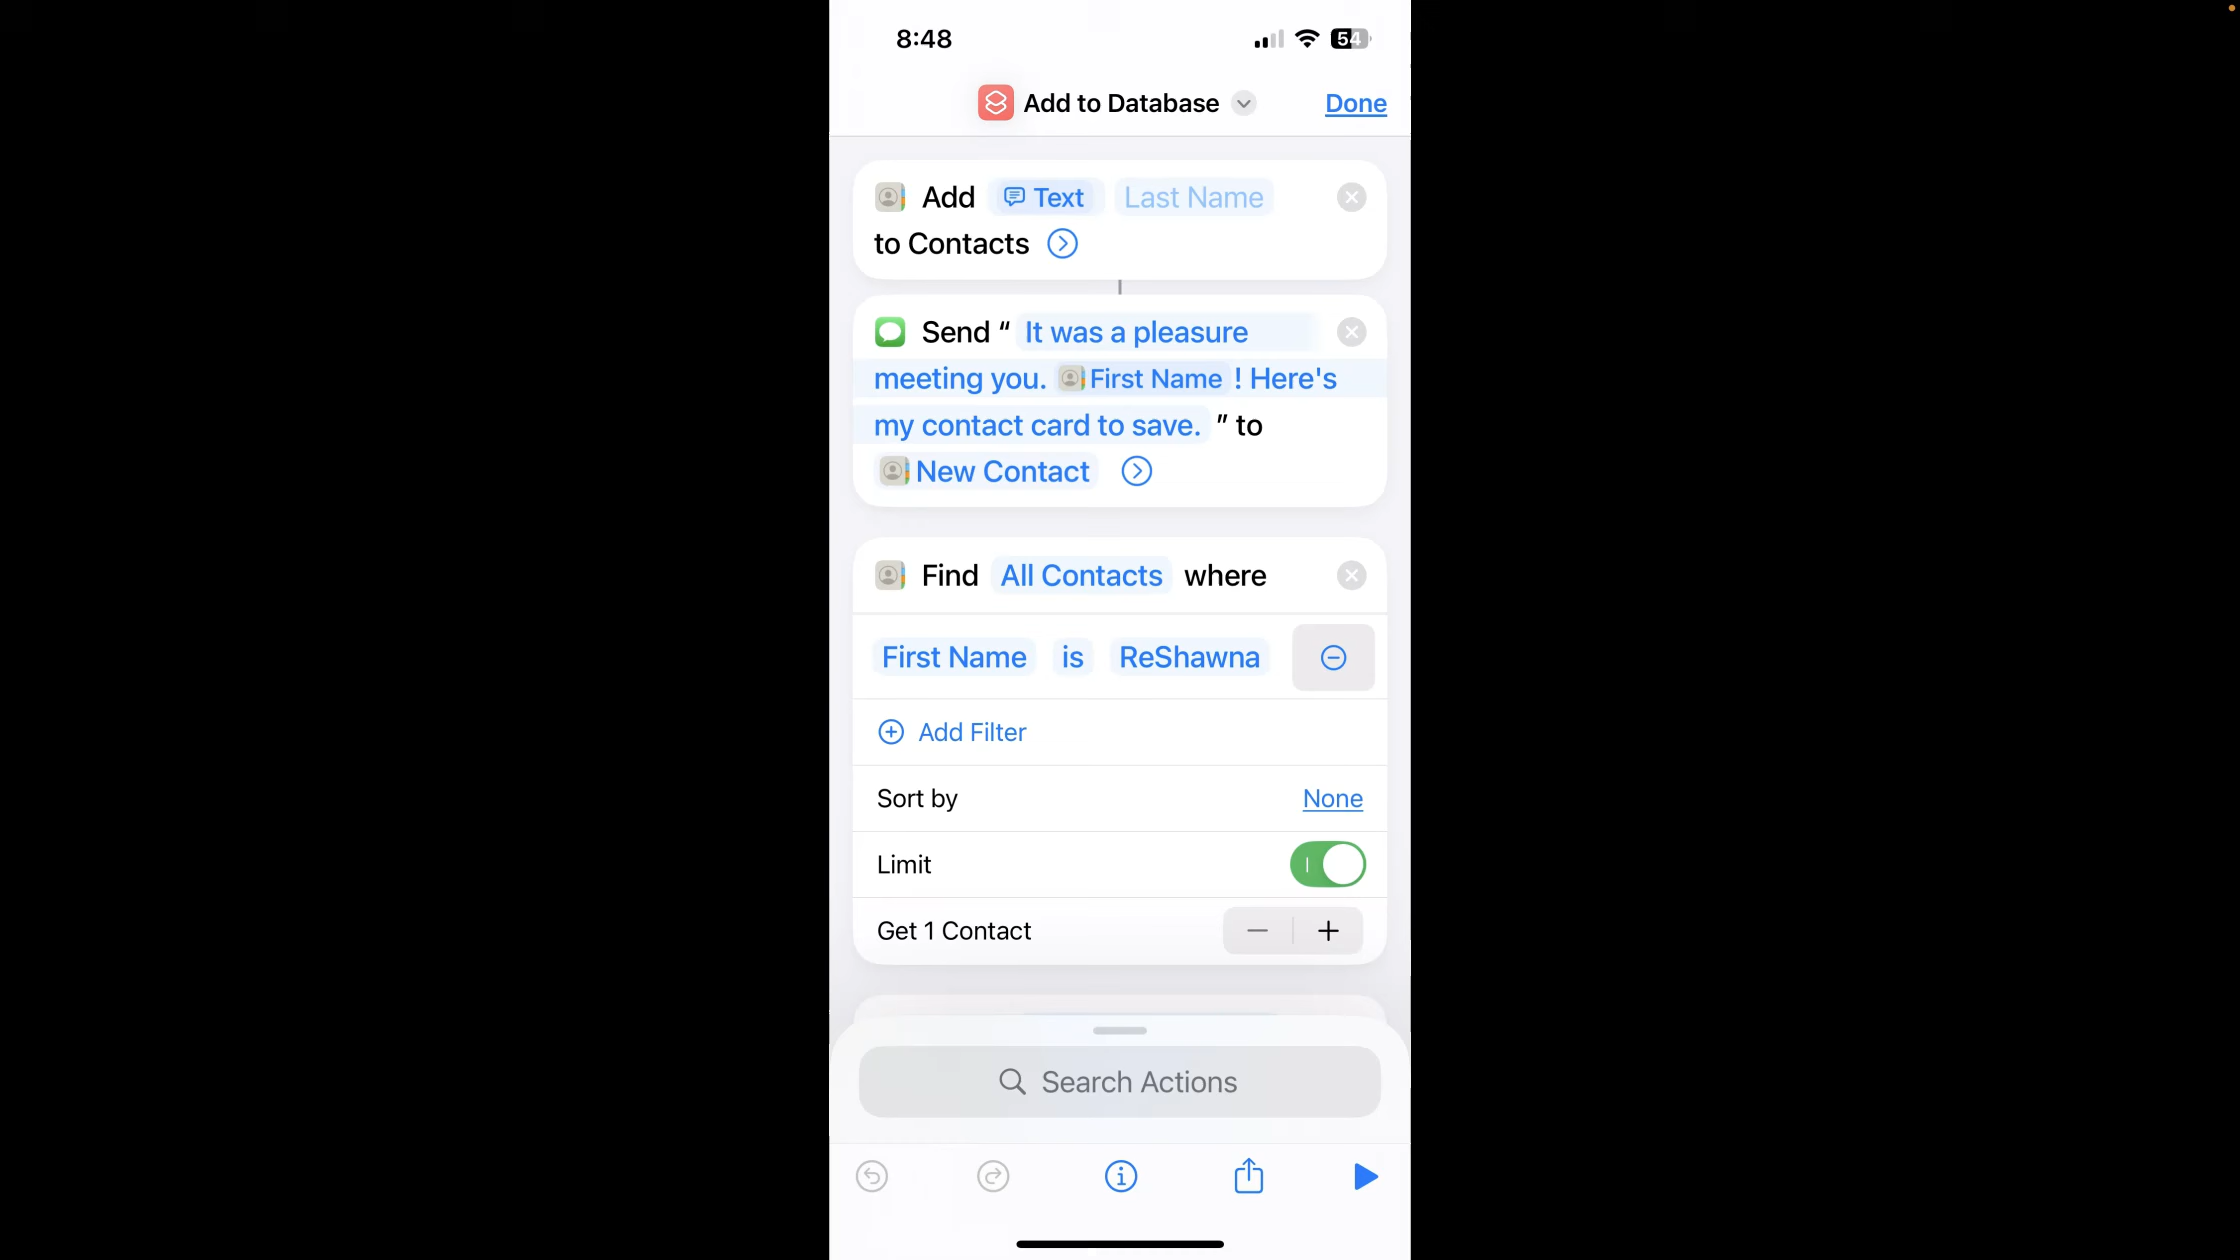 8:48
54
Add to Database
Done
Add Text Last Name
to Contacts
Send “ It was a pleasure
meeting you. First Name ! Here's
my contact card to save. ” to
New Contact
Find All Contacts where
First Name is ReShawna
Add Filter
Sort by None
Limit
Get 1 Contact
Search Actions